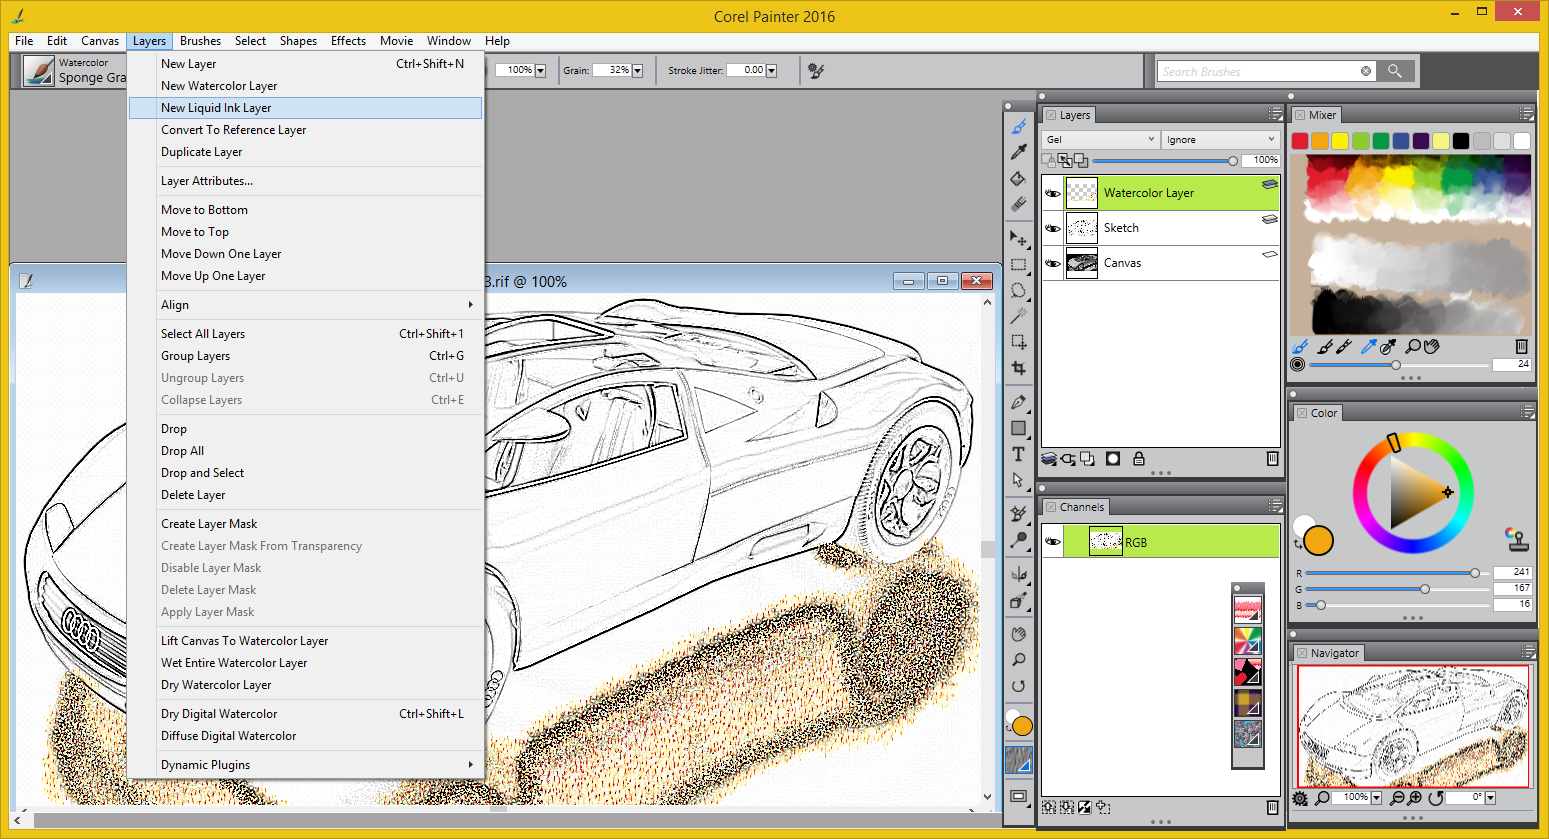 Corel Painter 2016
File Edit Canvas Layers Brushes Select Shapes Effects Movie Window Help
Watercolor
Sponge Gra
100% Grain: 32% Stroke Jitter: 0.00
Search Brushes
New Layer Ctrl+Shift+N
New Watercolor Layer
New Liquid Ink Layer
Convert To Reference Layer
Duplicate Layer
Layer Attributes...
Move to Bottom
Move to Top
Move Down One Layer
Move Up One Layer
Align
Select All Layers Ctrl+Shift+1
Group Layers Ctrl+G
Ungroup Layers Ctrl+U
Collapse Layers Ctrl+E
Drop
Drop All
Drop and Select
Delete Layer
Create Layer Mask
Create Layer Mask From Transparency
Disable Layer Mask
Delete Layer Mask
Apply Layer Mask
Lift Canvas To Watercolor Layer
Wet Entire Watercolor Layer
Dry Watercolor Layer
Dry Digital Watercolor Ctrl+Shift+L
Diffuse Digital Watercolor
Dynamic Plugins
3.rif @ 100%
T
Layers
Gel Ignore
100%
Watercolor Layer
Sketch
Canvas
Channels
RGB
Mixer
24
Color
R 241
G 167
B 16
Navigator
100% 0°